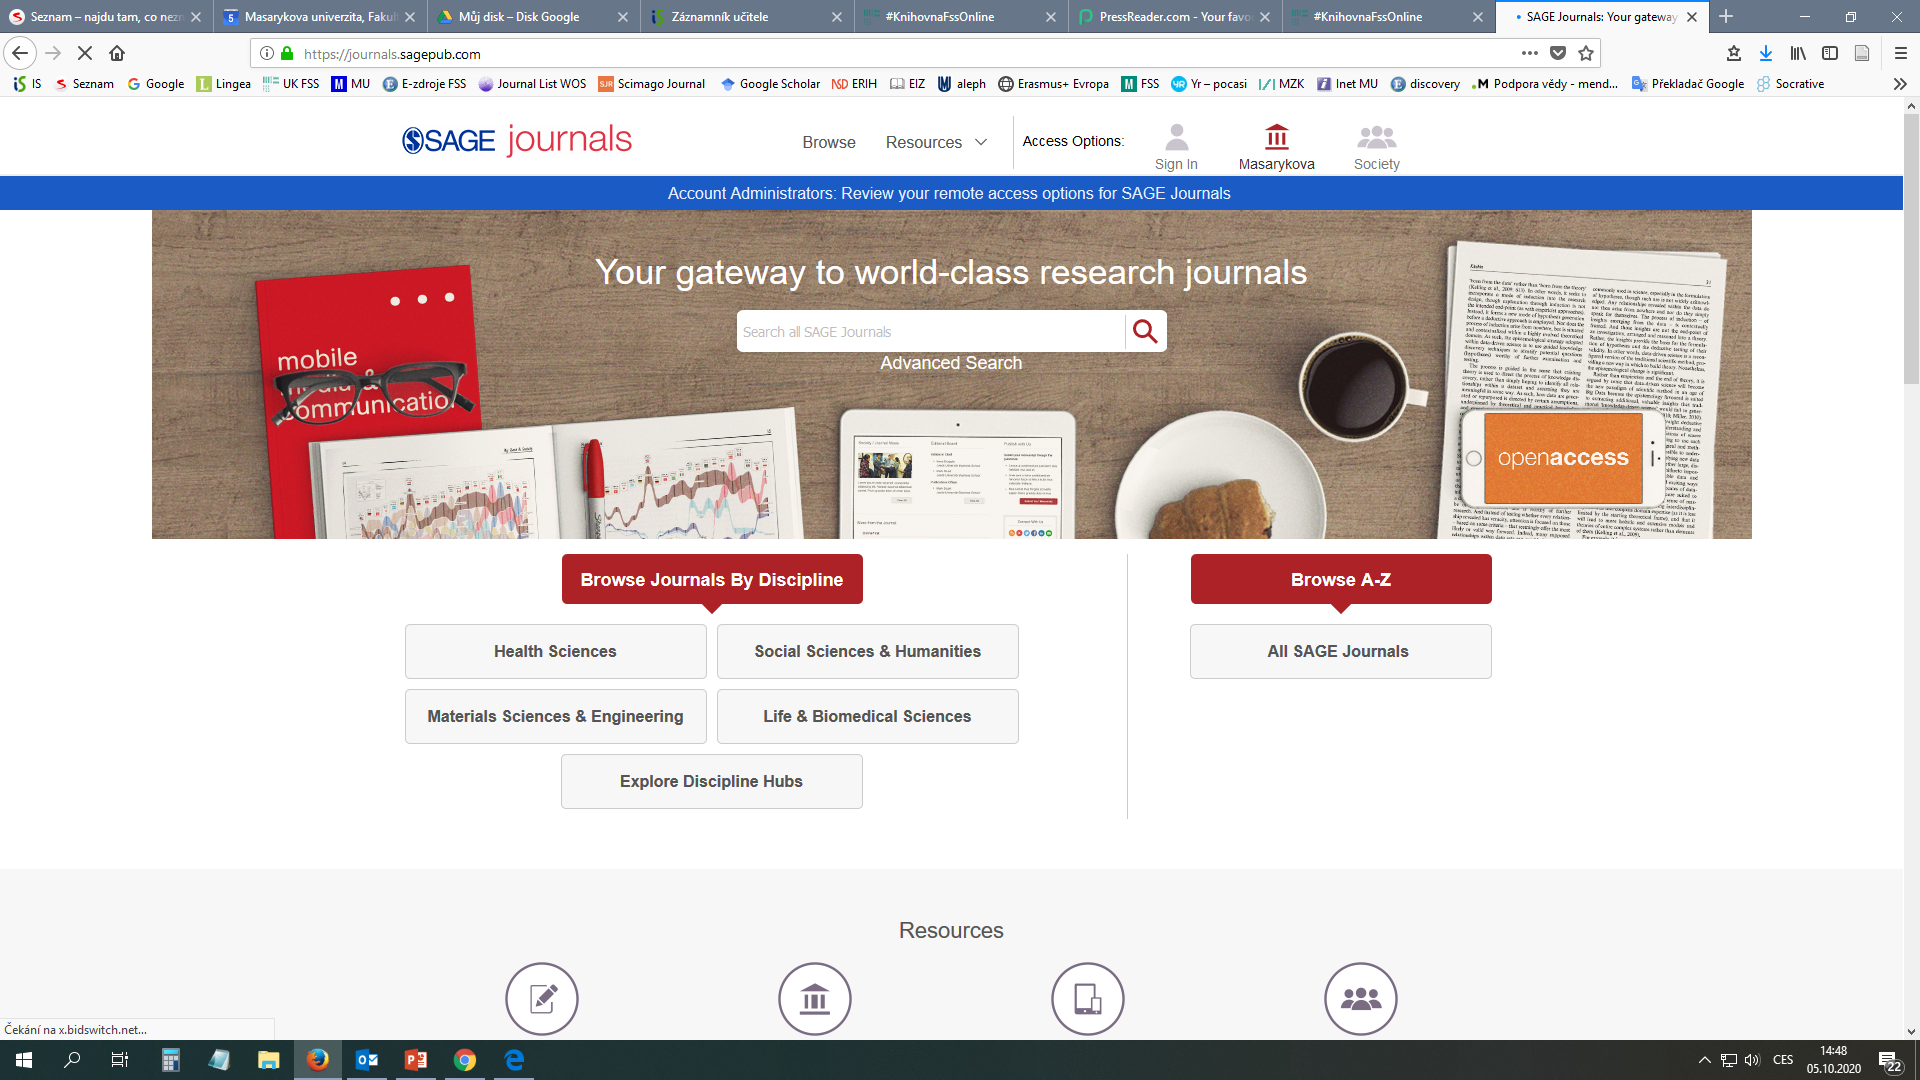 Seznam – najdu tam, co nezn
Masarykova univerzita, Fakul
Můj disk – Disk Google
Záznamník učitele
#KnihovnaFssOnline
PressReader.com - Your favo
#KnihovnaFssOnline
SAGE Journals: Your gateway
https://journals.sagepub.com
IS
Seznam
Google
Lingea
UK FSS
MU
E-zdroje FSS
Journal List WOS
Scimago Journal
Google Scholar
ERIH
EIZ
aleph
Erasmus+ Evropa
FSS
Yr – pocasi
MZK
Inet MU
discovery
Podpora vědy - mend...
Překladač Google
Socrative
SAGE journals
Browse
Resources
Access Options:
Sign In
Masarykova
Society
Account Administrators: Review your remote access options for SAGE Journals
Your gateway to world-class research journals
Search all SAGE Journals
Advanced Search
mobile
media &
communication
openaccess
Browse Journals By Discipline
Browse A-Z
Health Sciences
Social Sciences & Humanities
All SAGE Journals
Materials Sciences & Engineering
Life & Biomedical Sciences
Explore Discipline Hubs
Resources
Čekání na x.bidswitch.net...
CES
14:48
05.10.2020
22